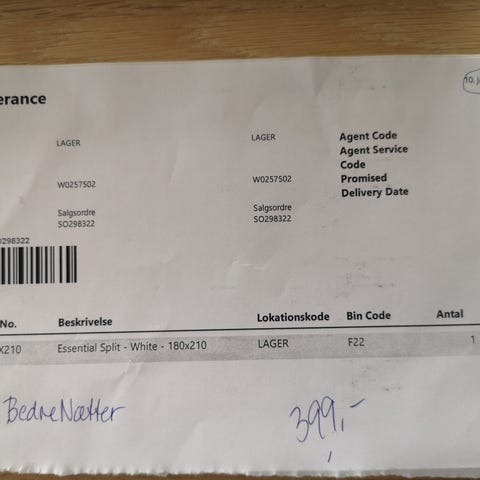 erance
10. J
LAGER LAGER Agent Code
Agent Service
Code
W0257502 W0257502 Promised
Delivery Date
Salgsordre Salgsordre
SO298322 SO298322
0298322
No. Beskrivelse Lokationskode Bin Code Antal
X210 Essential Split - White - 180x210 LAGER F22 1
BedreNætter 399,-